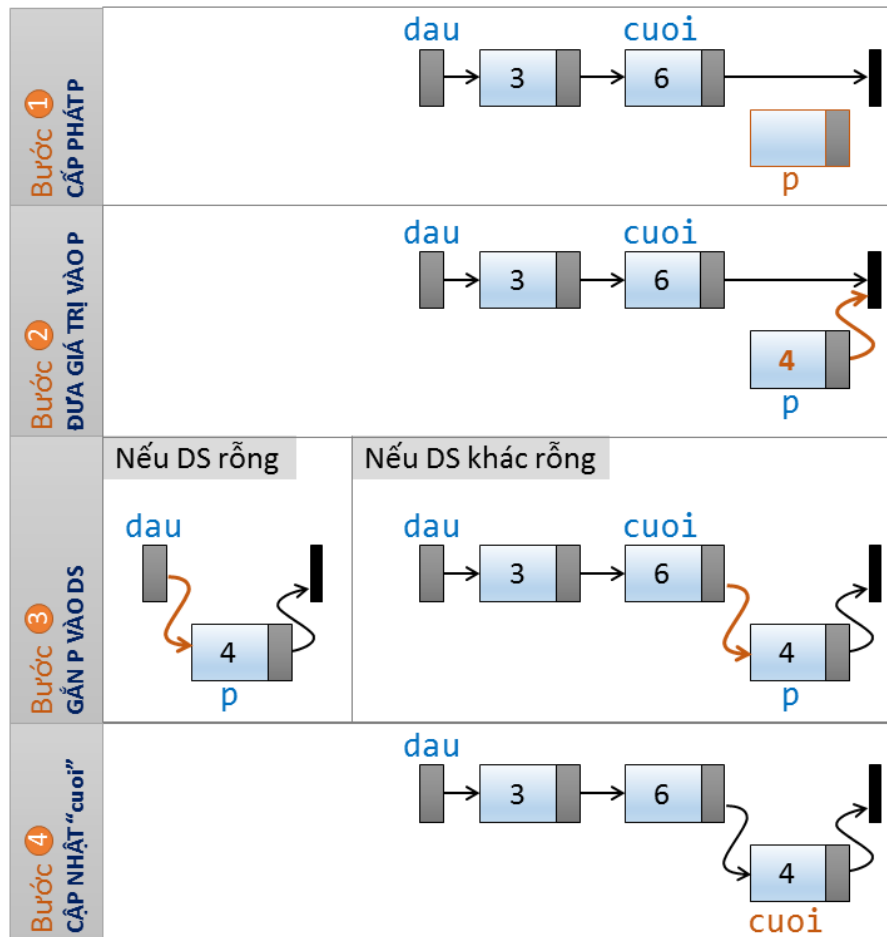 Bước 1
CẤP PHÁT P
dau cuoi
3 6
p
Bước 2
ĐƯA GIÁ TRỊ VÀO P
dau cuoi
3 6
4
p
Bước 3
GẮN P VÀO DS
Nếu DS rỗng
dau
4
p
Nếu DS khác rỗng
dau cuoi
3 6
4
p
Bước 4
CẬP NHẬT “cuoi”
dau
3 6
4
cuoi